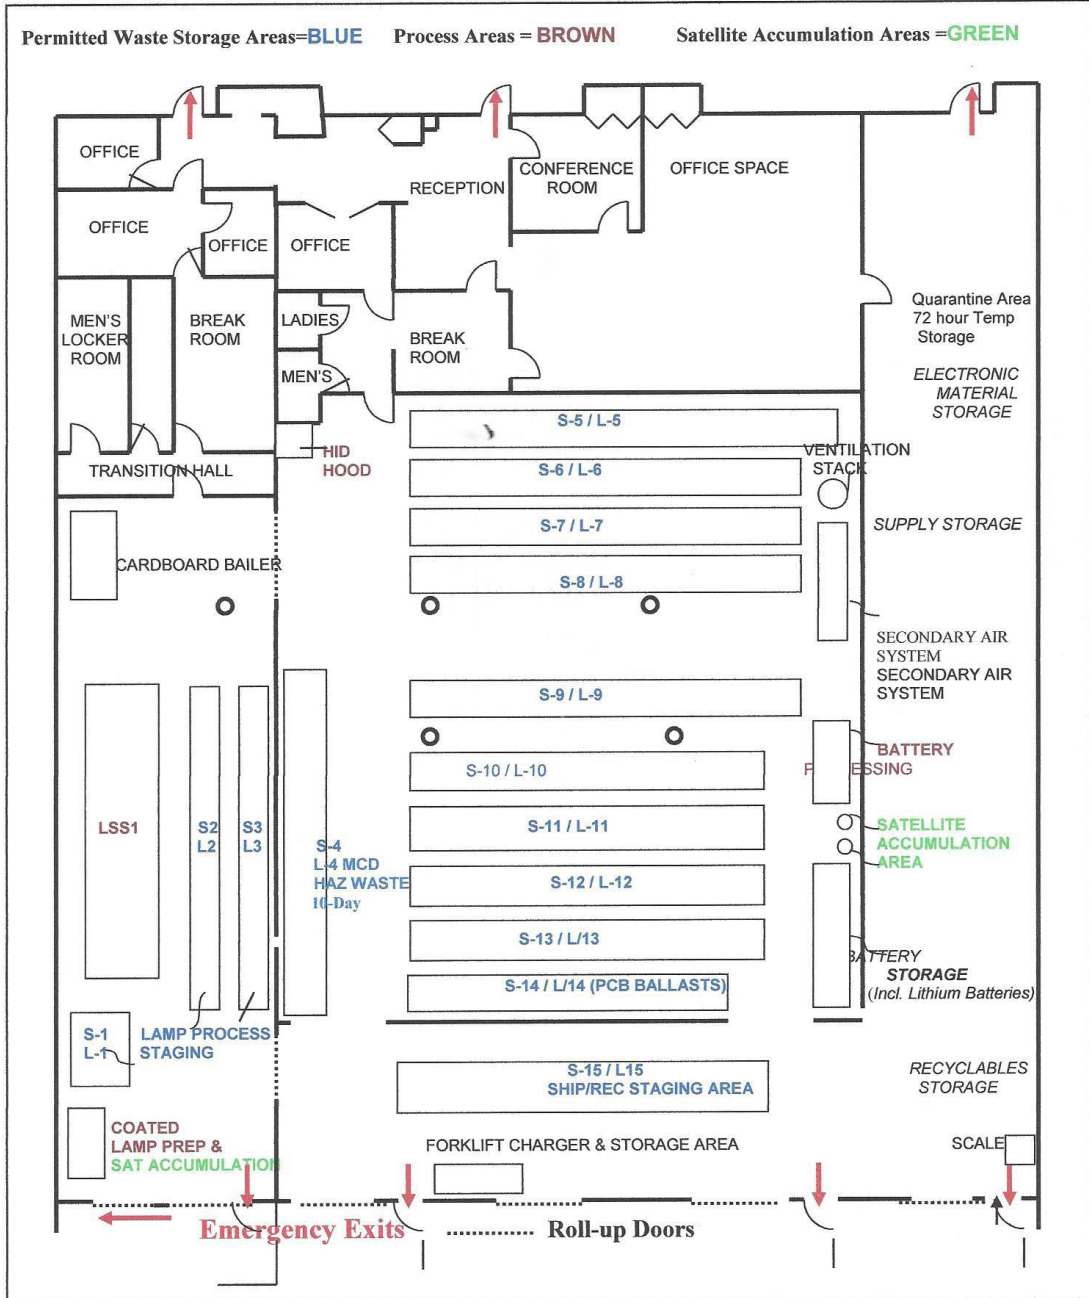 Permitted Waste Storage Areas=BLUE Process Areas = BROWN Satellite Accumulation Areas =GREEN
OFFICE
OFFICE
OFFICE
OFFICE
RECEPTION
CONFERENCE
ROOM
OFFICE SPACE
MEN'S
LOCKER
ROOM
BREAK
ROOM
LADIES
MEN'S
BREAK
ROOM
Quarantine Area
72 hour Temp
Storage
ELECTRONIC
MATERIAL
STORAGE
TRANSITION HALL
HID
HOOD
S-5 / L-5
S-6 / L-6
S-7 / L-7
S-8 / L-8
VENTILATION
STACK
SUPPLY STORAGE
CARDBOARD BAILER
SECONDARY AIR
SYSTEM
SECONDARY AIR
SYSTEM
S-9 / L-9
S-10 / L-10
BATTERY
S-11 / L-11
S-12 / L-12
S-13 / L/13
S-14 / L/14 (PCB BALLASTS)
SATELLITE
ACCUMULATION
AREA
LSS1
S2
L2
S3
L3
S-4
L-4 MCD
HAZ WASTE
10-Day
BATTERY
STORAGE
(Incl. Lithium Batteries)
S-1
L-1
LAMP PROCESS
STAGING
S-15 / L15
SHIP/REC STAGING AREA
RECYCLABLES
STORAGE
COATED
LAMP PREP &
SAT ACCUMULATION
FORKLIFT CHARGER & STORAGE AREA
SCALE
Emergency Exits
Roll-up Doors